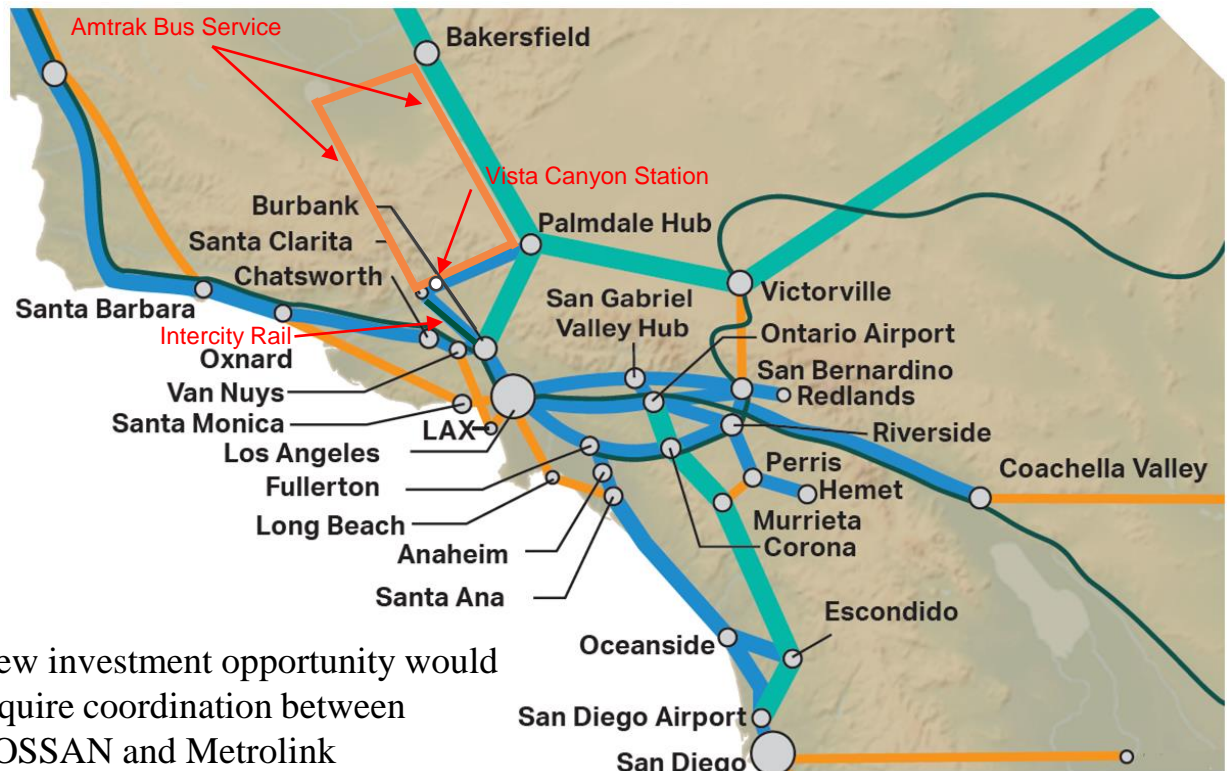 Amtrak Bus Service
Bakersfield
Vista Canyon Station
Burbank
Santa Clarita
Chatsworth
Palmdale Hub
Santa Barbara
Intercity Rail
Oxnard
Van Nuys
Santa Monica
LAX
Los Angeles
Fullerton
Long Beach
Anaheim
Santa Ana
San Gabriel
Valley Hub
Victorville
Ontario Airport
San Bernardino
Redlands
Riverside
Perris
Hemet
Coachella Valley
Murrieta
Corona
Escondido
Oceanside
San Diego Airport
San Diego
ew investment opportunity would
quire coordination between
OSSAN and Metrolink